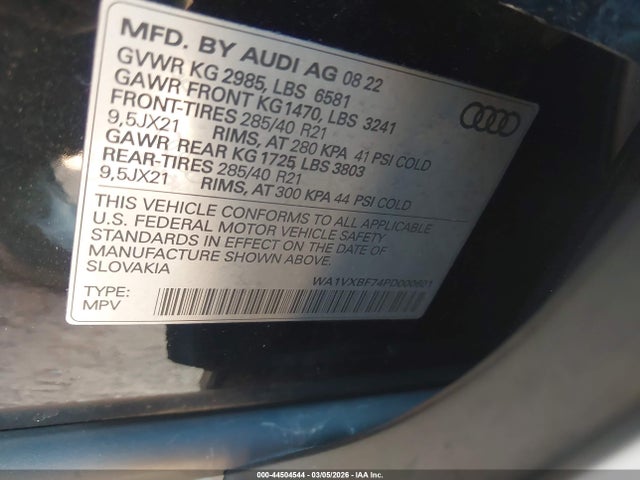 MFD. BY AUDI AG 08 22
GVWR KG 2985, LBS 6581
GAWR FRONT KG1470, LBS 3241
FRONT-TIRES 285/40 R21
9,5JX21 RIMS, AT 280 KPA 41 PSI COLD
GAWR REAR KG 1725 LBS 3803
REAR-TIRES 285/40 R21
9,5JX21 RIMS, AT 300 KPA 44 PSI COLD
THIS VEHICLE CONFORMS TO ALL APPLICABLE
U.S. FEDERAL MOTOR VEHICLE SAFETY
STANDARDS IN EFFECT ON THE DATE OF
MANUFACTURE SHOWN ABOVE.
SLOVAKIA
WA1VXBF74PD000601
TYPE:
MPV
000-44504544 | 03/05/2026 | IAA Inc.